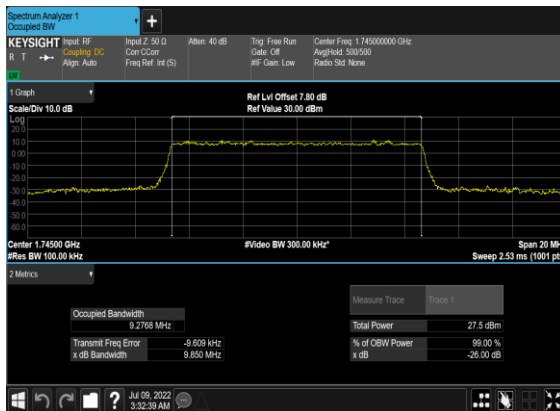 Spectrum Analyzer 1
Occupied BW
KEYSIGHT
R T
Input: RF
Coupling: DC
Align: Auto
Input Z: 50 Ω
Corr CCorr
Freq Ref: Int (S)
Atten: 40 dB
Trig: Free Run
Gate: Off
#IF Gain: Low
Center Freq: 1.745000000 GHz
Avg|Hold: 500/500
Radio Std: None
1 Graph
Scale/Div 10.0 dB
Ref Lvl Offset 7.80 dB
Ref Value 30.00 dBm
Log
20.0
10.0
0.00
-10.0
-20.0
-30.0
-40.0
-50.0
-60.0
Center 1.74500 GHz
#Res BW 100.00 kHz
#Video BW 300.00 kHz*
Span 20 MH
Sweep 2.53 ms (1001 pt
2 Metrics
Measure Trace Trace 1
Occupied Bandwidth
9.2768 MHz
Total Power 27.5 dBm
Transmit Freq Error -9.609 kHz
% of OBW Power 99.00 %
x dB Bandwidth 9.850 MHz
x dB -26.00 dB
Jul 09, 2022
3:32:39 AM